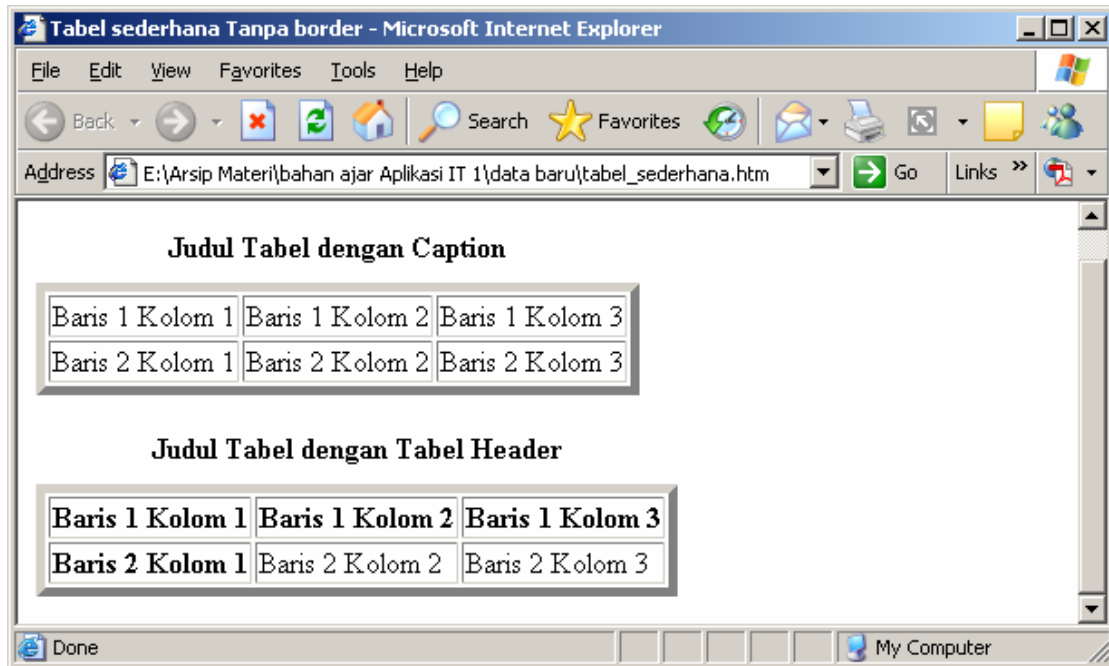 Tabel sederhana Tanpa border - Microsoft Internet Explorer
File Edit View Favorites Tools Help
Back Search Favorites
Address E:\Arsip Materi\bahan ajar Aplikasi IT 1\data baru\tabel_sederhana.htm Go Links »
Judul Tabel dengan Caption
Baris 1 Kolom 1 Baris 1 Kolom 2 Baris 1 Kolom 3
Baris 2 Kolom 1 Baris 2 Kolom 2 Baris 2 Kolom 3
Judul Tabel dengan Tabel Header
Baris 1 Kolom 1 Baris 1 Kolom 2 Baris 1 Kolom 3
Baris 2 Kolom 1 Baris 2 Kolom 2 Baris 2 Kolom 3
Done My Computer